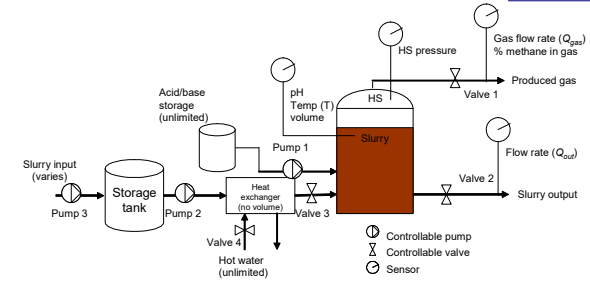 Gas flow rate (Qgas)
% methane in gas
HS pressure
Produced gas
Valve 1
HS
pH
Temp (T)
volume
Acid/base
storage
(unlimited)
Slurry
Pump 1
Flow rate (Qout)
Slurry input
(varies)
Pump 3
Storage
tank
Pump 2
Heat
exchanger
(no volume)
Valve 3
Valve 2
Slurry output
Valve 4
Hot water
(unlimited)
Controllable pump
Controllable valve
Sensor